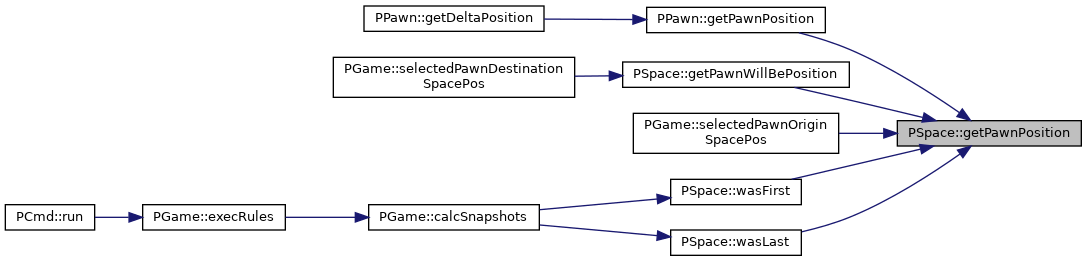 PPawn::getDeltaPosition
PPawn::getPawnPosition
PGame::selectedPawnDestination
SpacePos
PSpace::getPawnWillBePosition
PGame::selectedPawnOrigin
SpacePos
PSpace::getPawnPosition
PSpace::wasFirst
PCmd::run
PGame::execRules
PGame::calcSnapshots
PSpace::wasLast